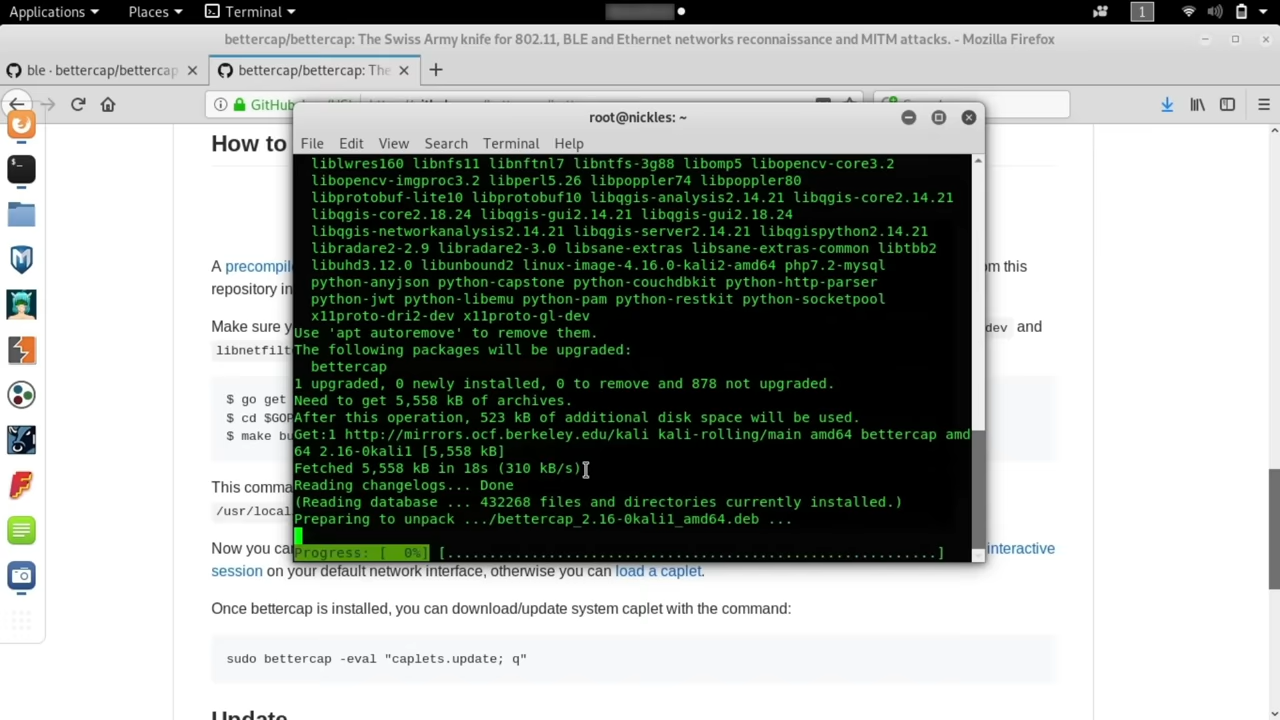 Applications Places Terminal 1
bettercap/bettercap: The Swiss Army knife for 802.11, BLE and Ethernet networks reconnaissance and MITM attacks. - Mozilla Firefox
ble · bettercap/bettercap bettercap/bettercap: The
GitHub,
root@nickles: ~
File Edit View Search Terminal Help
liblwres160 libnfs11 libnftnl7 libntfs-3g88 libomp5 libopencv-core3.2
libopencv-imgproc3.2 libperl5.26 libpoppler74 libpoppler80
libprotobuf-lite10 libprotobuf10 libqgis-analysis2.14.21 libqgis-core2.14.21
libqgis-core2.18.24 libqgis-gui2.14.21 libqgis-gui2.18.24
libqgis-networkanalysis2.14.21 libqgis-server2.14.21 libqgispython2.14.21
libradare2-2.9 libradare2-3.0 libsane-extras libsane-extras-common libtbb2
libuhd3.12.0 libunbound2 linux-image-4.16.0-kali2-amd64 php7.2-mysql
python-anyjson python-capstone python-couchdbkit python-http-parser
python-jwt python-libemu python-pam python-restkit python-socketpool
x11proto-dri2-dev x11proto-gl-dev
Use 'apt autoremove' to remove them.
The following packages will be upgraded:
bettercap
1 upgraded, 0 newly installed, 0 to remove and 878 not upgraded.
Need to get 5,558 kB of archives.
After this operation, 523 kB of additional disk space will be used.
Get:1 http://mirrors.ocf.berkeley.edu/kali kali-rolling/main amd64 bettercap amd
64 2.16-0kali1 [5,558 kB]
Fetched 5,558 kB in 18s (310 kB/s)
Reading changelogs... Done
(Reading database ... 432268 files and directories currently installed.)
Preparing to unpack .../bettercap_2.16-0kali1_amd64.deb ...
Progress: [  0%] [..........................................................]
How to
A precompil om this
repository in
Make sure y dev and
libnetfilt
$ go get
$ cd $GOP
$ make bu
This comma
/usr/local
Now you ca interactive
session on your default network interface, otherwise you can load a caplet.
Once bettercap is installed, you can download/update system caplet with the command:
sudo bettercap -eval "caplets.update; q"
Update